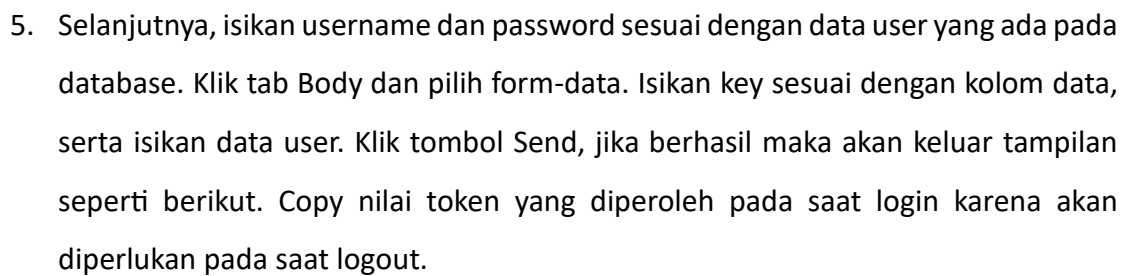 5. Selanjutnya, isikan username dan password sesuai dengan data user yang ada pada
database. Klik tab Body dan pilih form-data. Isikan key sesuai dengan kolom data,
serta isikan data user. Klik tombol Send, jika berhasil maka akan keluar tampilan
seperti berikut. Copy nilai token yang diperoleh pada saat login karena akan
diperlukan pada saat logout.